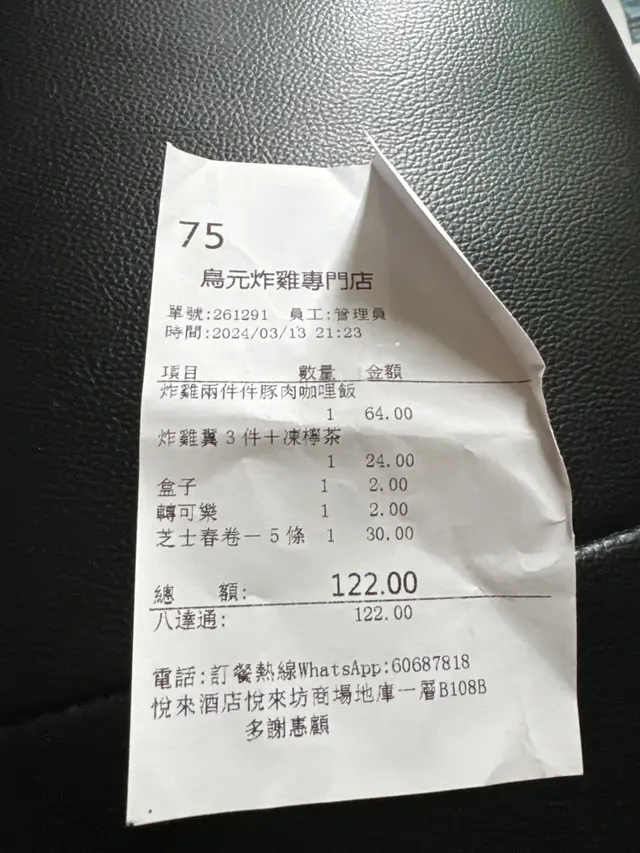 75
鳥元炸雞專門店
單號:261291 員工:管理員
時間:2024/03/13 21:23
項目 數量 金額
炸雞兩件件豚肉咖哩飯
1 64.00
炸雞翼3件+凍檸茶
1 24.00
盒子 1 2.00
轉可樂 1 2.00
芝士春卷-5條 1 30.00
總 額: 122.00
八達通: 122.00
電話:訂餐熱線WhatsApp:60687818
悅來酒店悅來坊商場地庫一層B108B
多謝惠顧